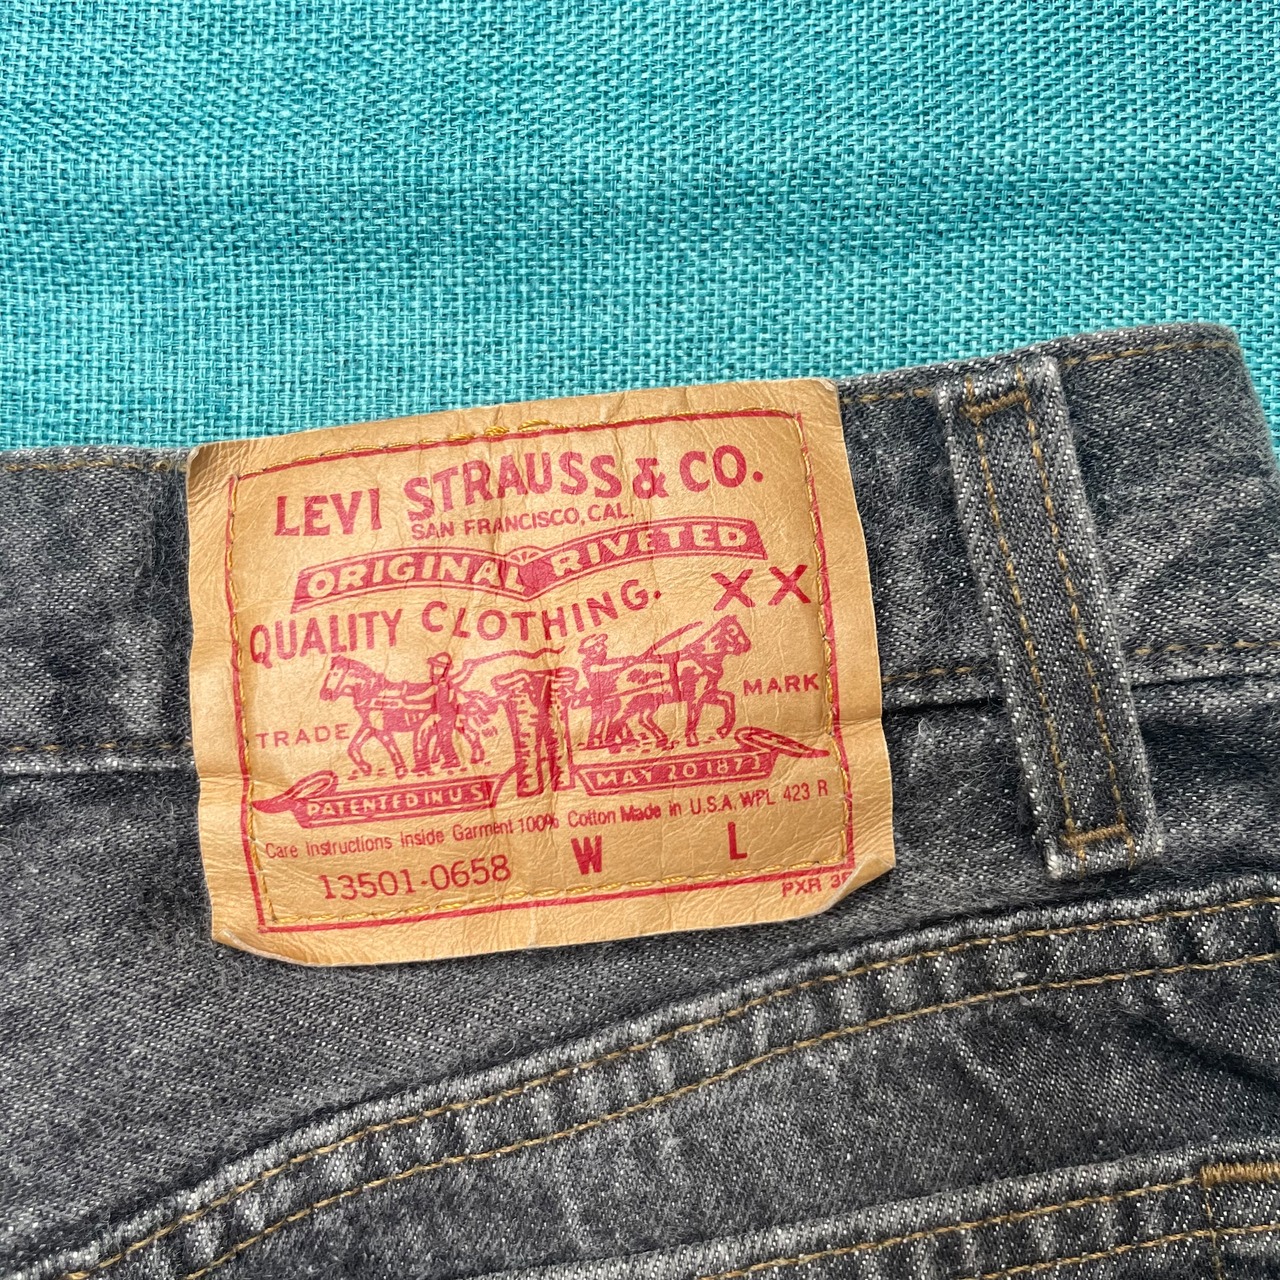 LEVI STRAUSS & CO.
SAN FRANCISCO, CAL.
ORIGINAL RIVETED
QUALITY CLOTHING. XX
TRADE MARK
PATENTED IN U.S. MAY 20 1873
Care Instructions Inside Garment 100% Cotton Made in U.S.A. WPL 423 R
13501-0658 W L
PXR